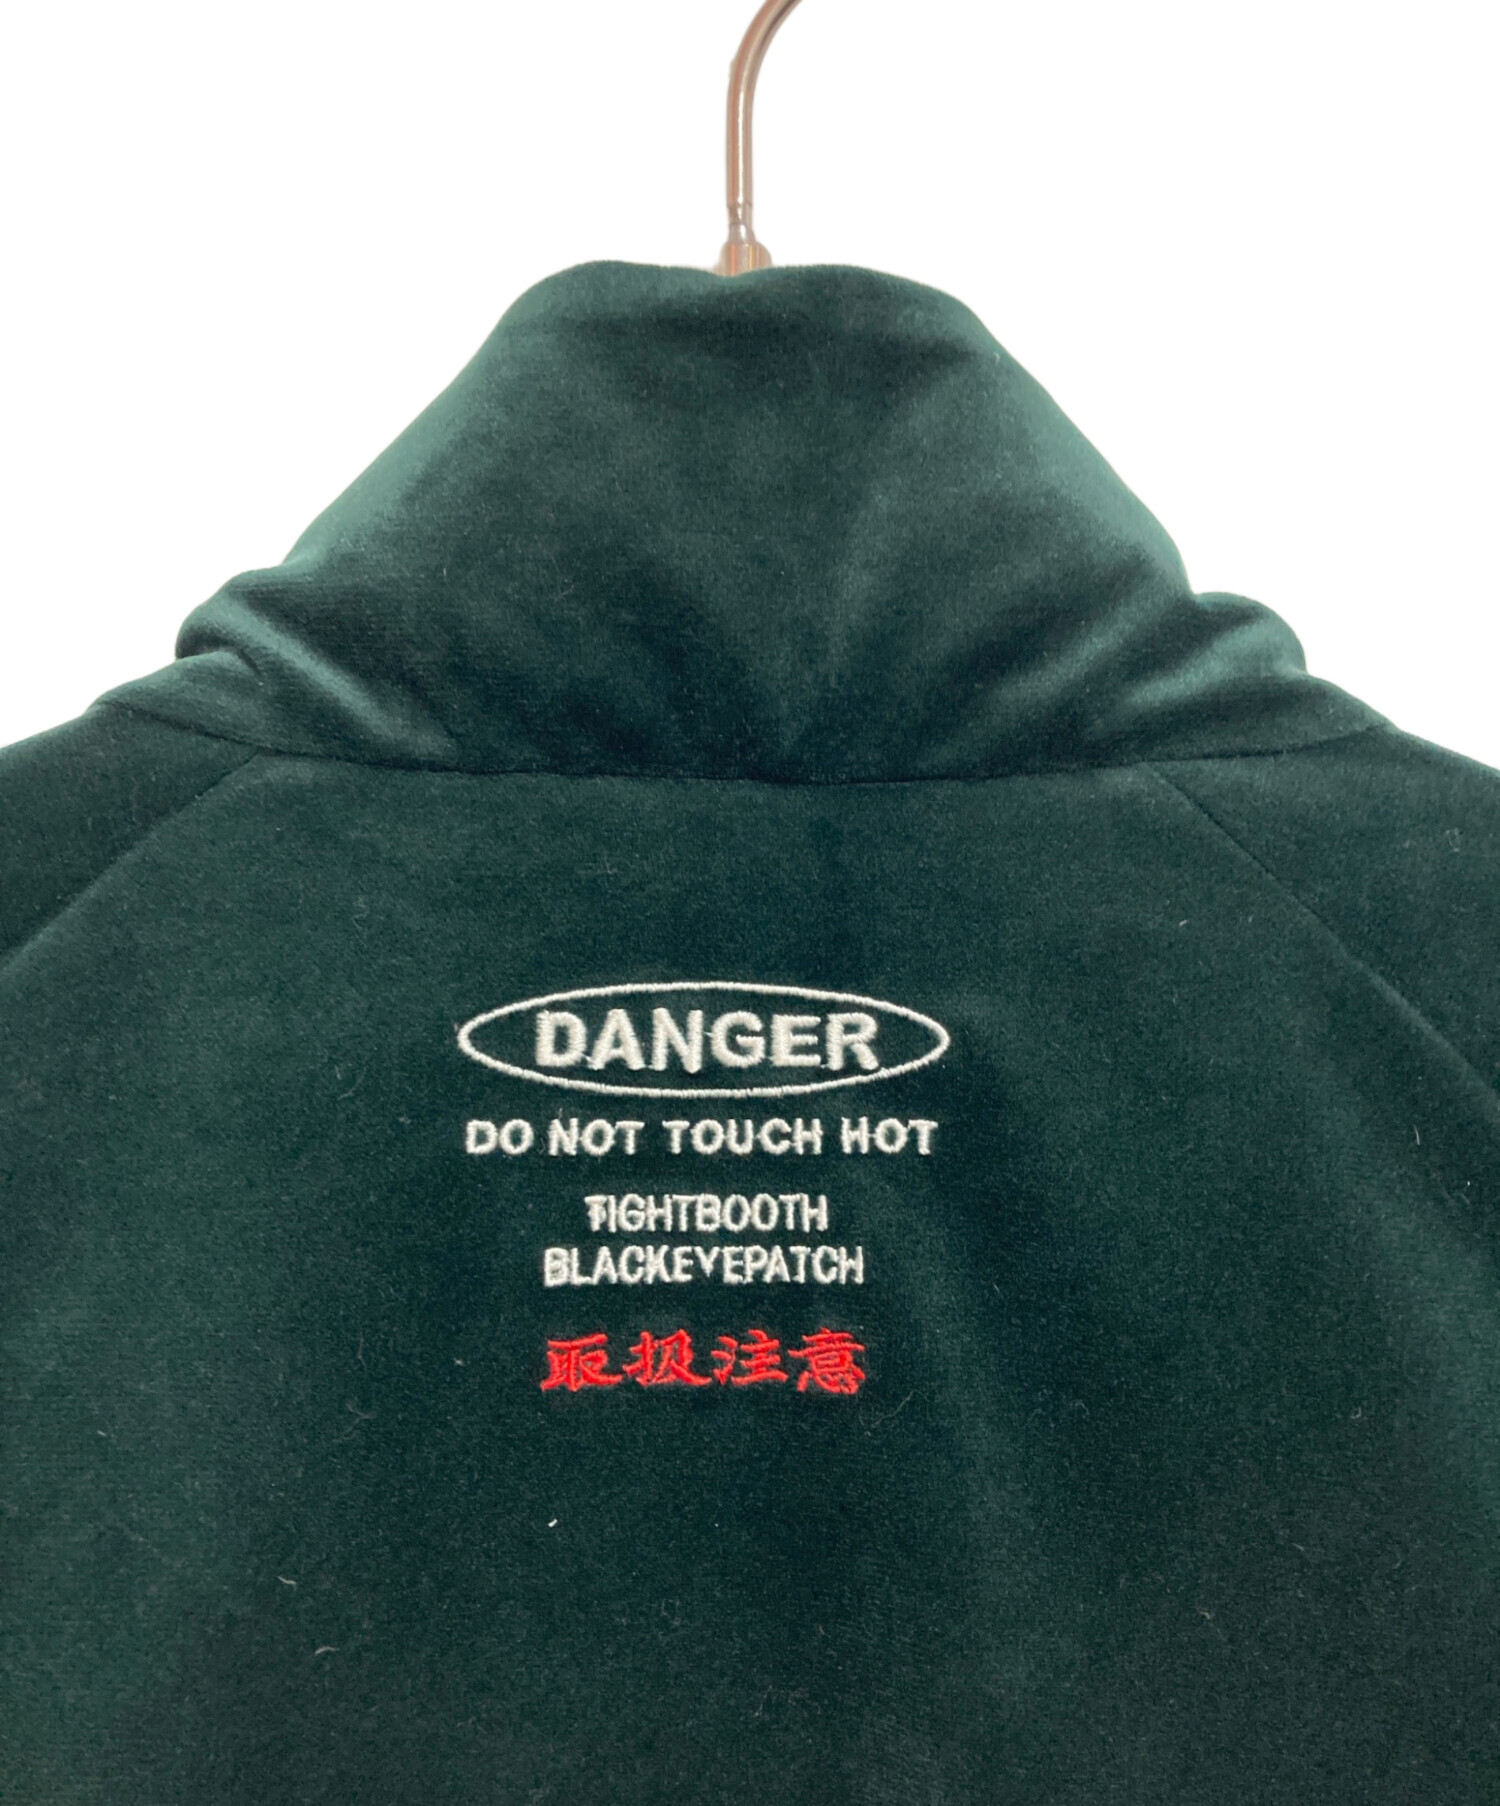 DANGER
DO NOT TOUCH HOT
TIGHTBOOTH
BLACKEYEPATCH
取扱注意